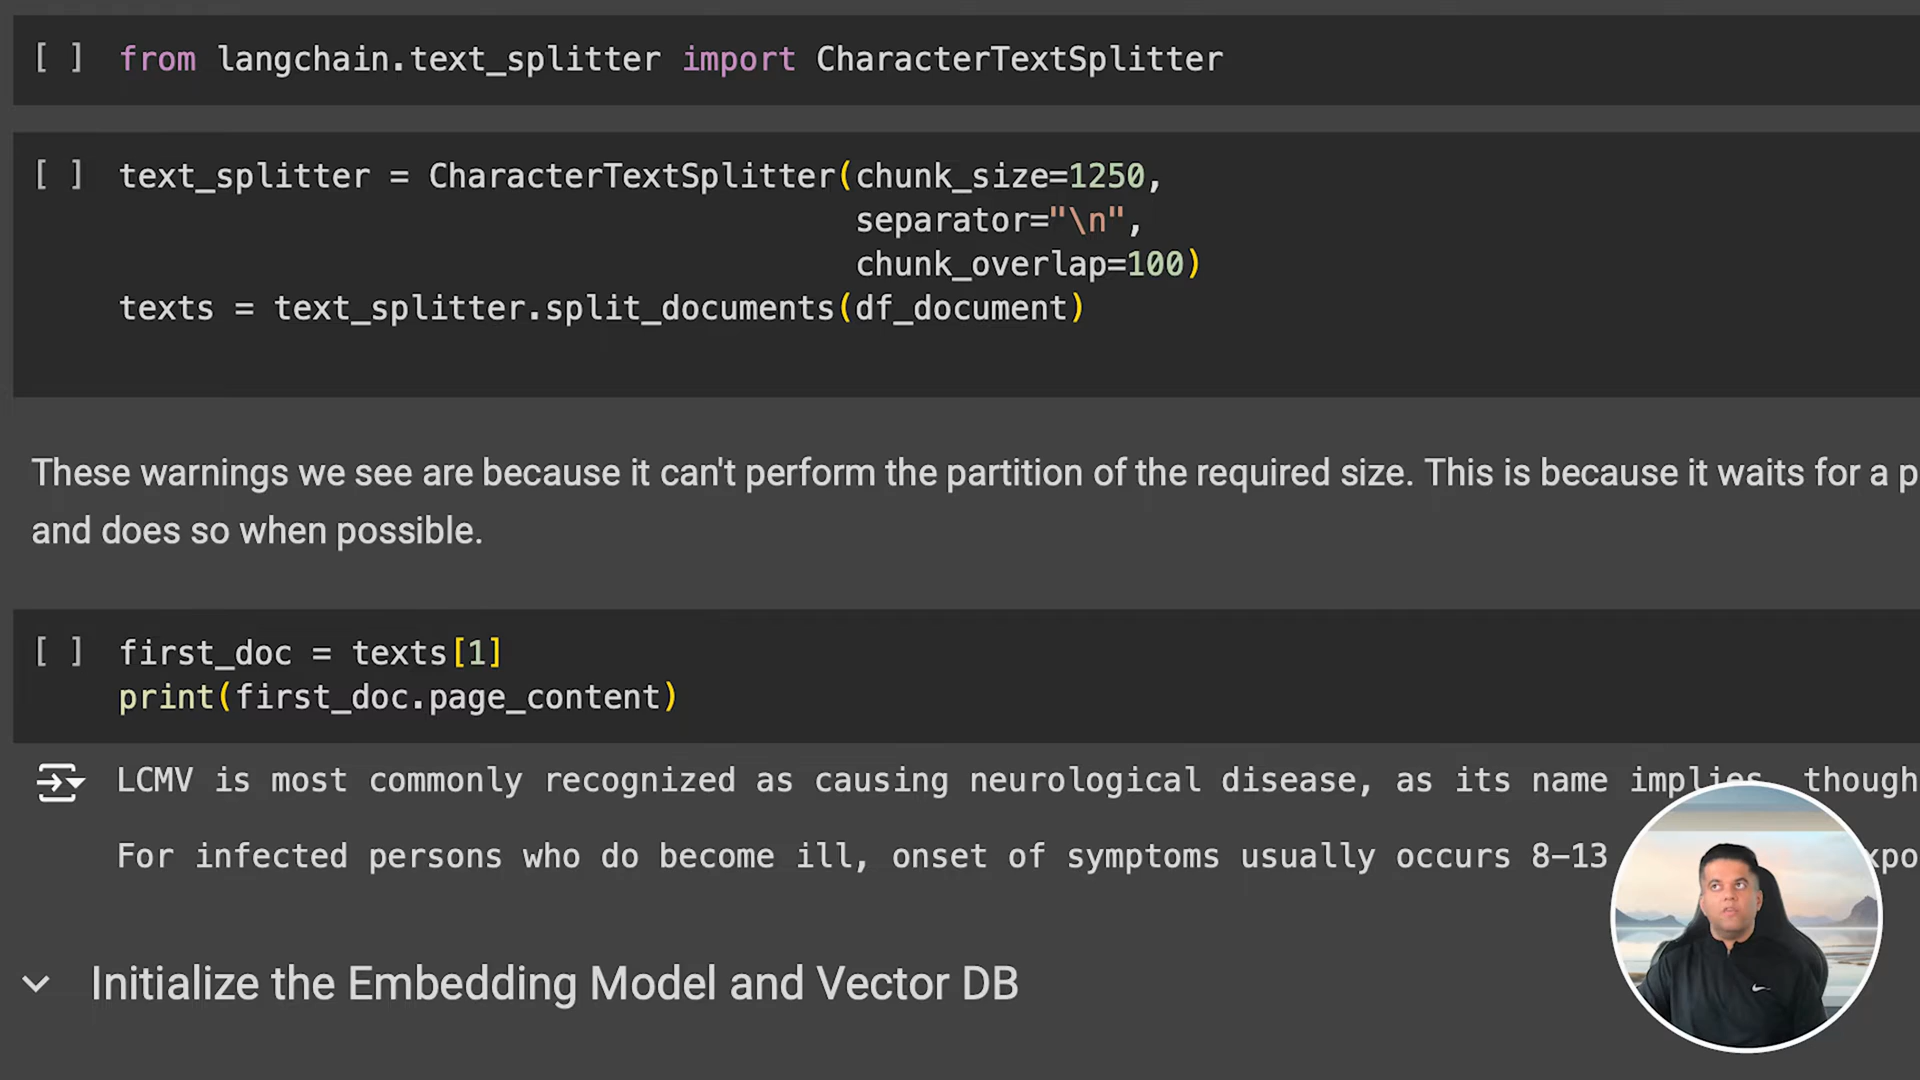 [ ] from langchain.text_splitter import CharacterTextSplitter
[ ] text_splitter = CharacterTextSplitter(chunk_size=1250,
separator="\n",
chunk_overlap=100)
texts = text_splitter.split_documents(df_document)
These warnings we see are because it can't perform the partition of the required size. This is because it waits for a p
and does so when possible.
[ ] first_doc = texts[1]
print(first_doc.page_content)
LCMV is most commonly recognized as causing neurological disease, as its name implies, though
For infected persons who do become ill, onset of symptoms usually occurs 8–13
Initialize the Embedding Model and Vector DB